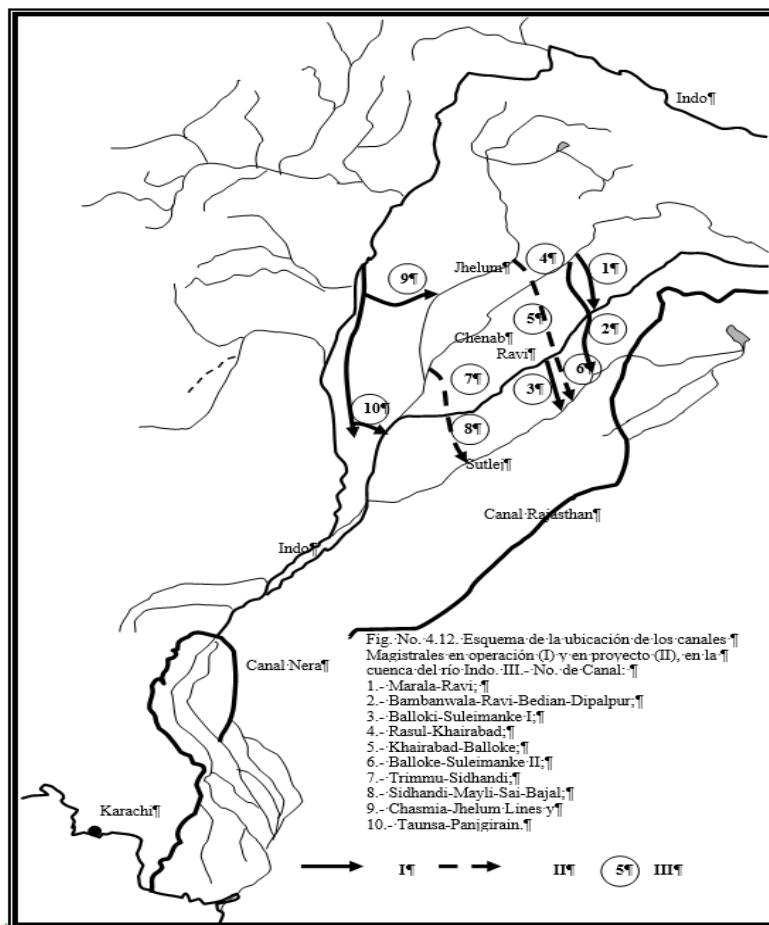 Indo¶
Jhelum¶
4¶
1¶
9¶
5¶
Chenab¶
2¶
Ravi¶
6¶
7¶
3¶
10¶
8¶
Sutlej¶
Canal·Rajasthan¶
Indo¶
Canal·Nera¶
Karachi¶
Fig.·No.·4.12.·Esquema·de·la·ubicación·de·los·canales·¶
Magistrales·en·operación·(I)·y·en·proyecto·(II),·en·la·¶
cuenca·del·río·Indo.·III.-·No.·de·Canal:·¶
1.-·Marala-Ravi;·¶
2.-·Bambanwala-Ravi-Bedian-Dipalpur;¶
3.-·Balloki-Suleimanke·I;¶
4.-·Rasul-Khairabad;¶
5.-·Khairabad-Balloke;¶
6.-·Balloke-Suleimanke·II;¶
7.-·Trimmu-Sidhandi;¶
8.-·Sidhandi-Mayli-Sai-Bajal;¶
9.-·Chasmia-Jhelum·Lines·y¶
10.-·Taunsa-Panjgirain.¶
I¶ II¶ 5¶ III¶